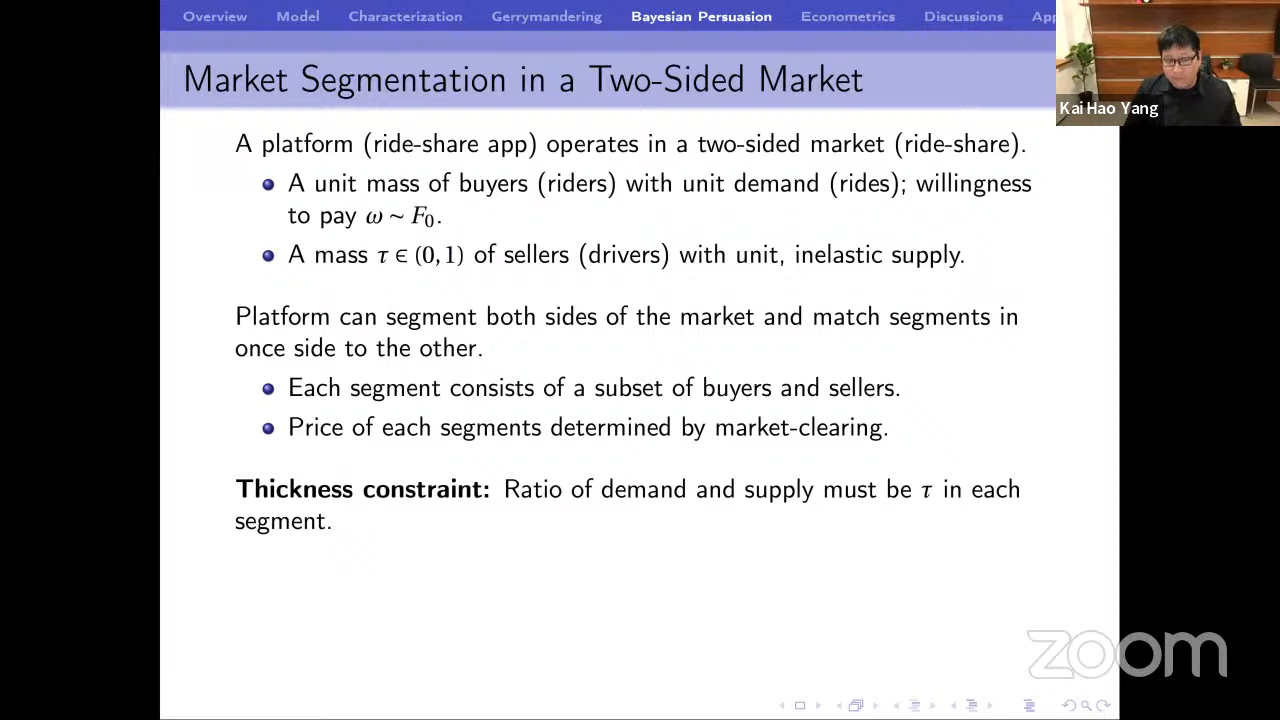 Overview Model Characterization Gerrymandering Bayesian Persuasion Econometrics Discussions App
Market Segmentation in a Two-Sided Market
Kai Hao Yang
A platform (ride-share app) operates in a two-sided market (ride-share).
A unit mass of buyers (riders) with unit demand (rides); willingness
to pay ω ~ F₀.
A mass τ ∈ (0, 1) of sellers (drivers) with unit, inelastic supply.
Platform can segment both sides of the market and match segments in
once side to the other.
Each segment consists of a subset of buyers and sellers.
Price of each segments determined by market-clearing.
Thickness constraint: Ratio of demand and supply must be τ in each
segment.
zoom